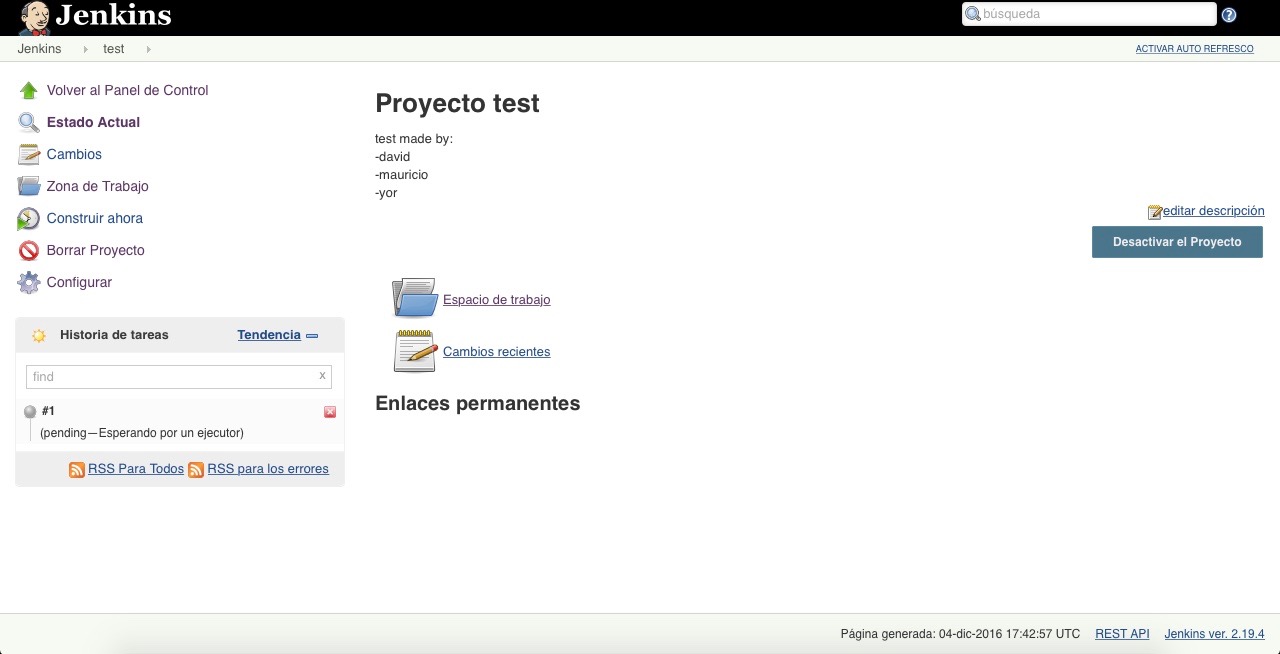 Jenkins
búsqueda
Jenkins test
ACTIVAR AUTO REFRESCO
Volver al Panel de Control
Estado Actual
Cambios
Zona de Trabajo
Construir ahora
Borrar Proyecto
Configurar
Historia de tareas Tendencia
find x
#1
(pending—Esperando por un ejecutor)
RSS Para Todos RSS para los errores
Proyecto test
test made by:
-david
-mauricio
-yor
editar descripción
Desactivar el Proyecto
Espacio de trabajo
Cambios recientes
Enlaces permanentes
Página generada: 04-dic-2016 17:42:57 UTC REST API Jenkins ver. 2.19.4